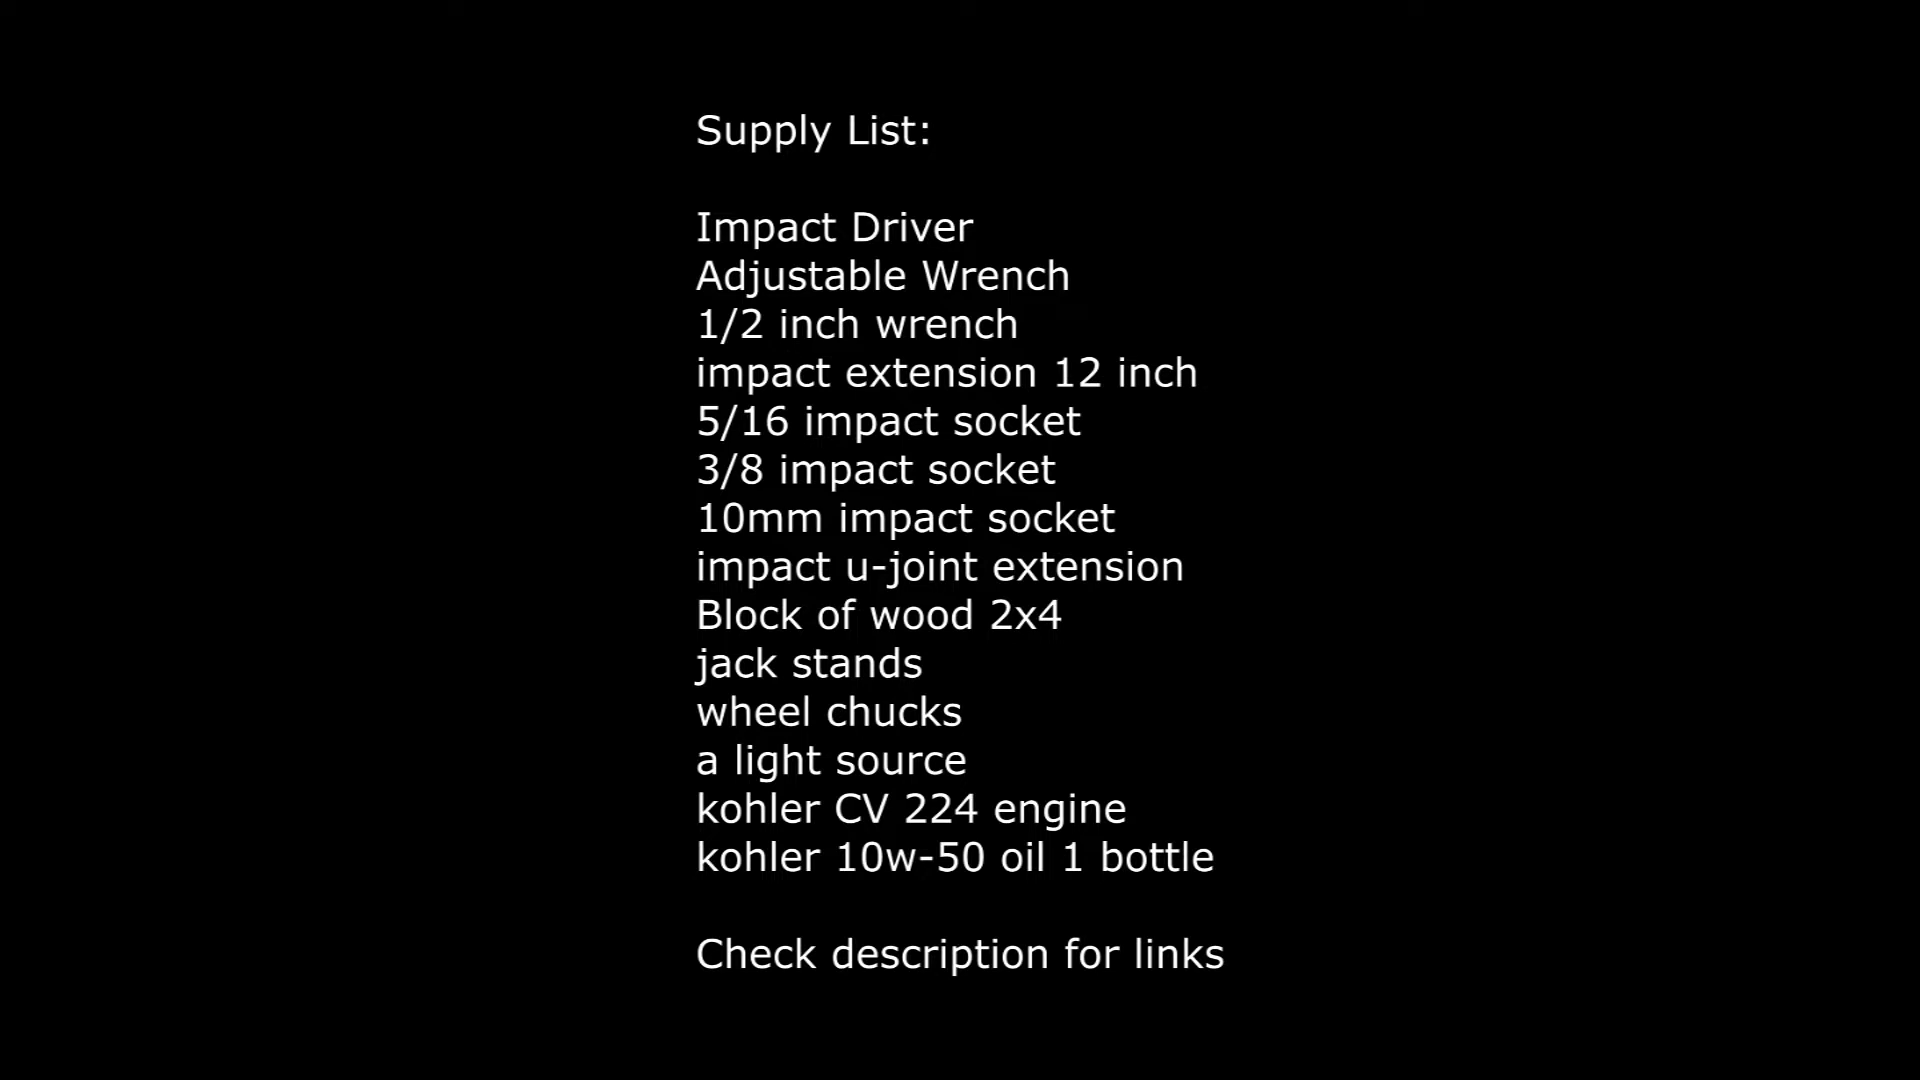 Supply List:
Impact Driver
Adjustable Wrench
1/2 inch wrench
impact extension 12 inch
5/16 impact socket
3/8 impact socket
10mm impact socket
impact u-joint extension
Block of wood 2x4
jack stands
wheel chucks
a light source
kohler CV 224 engine
kohler 10w-50 oil 1 bottle
Check description for links